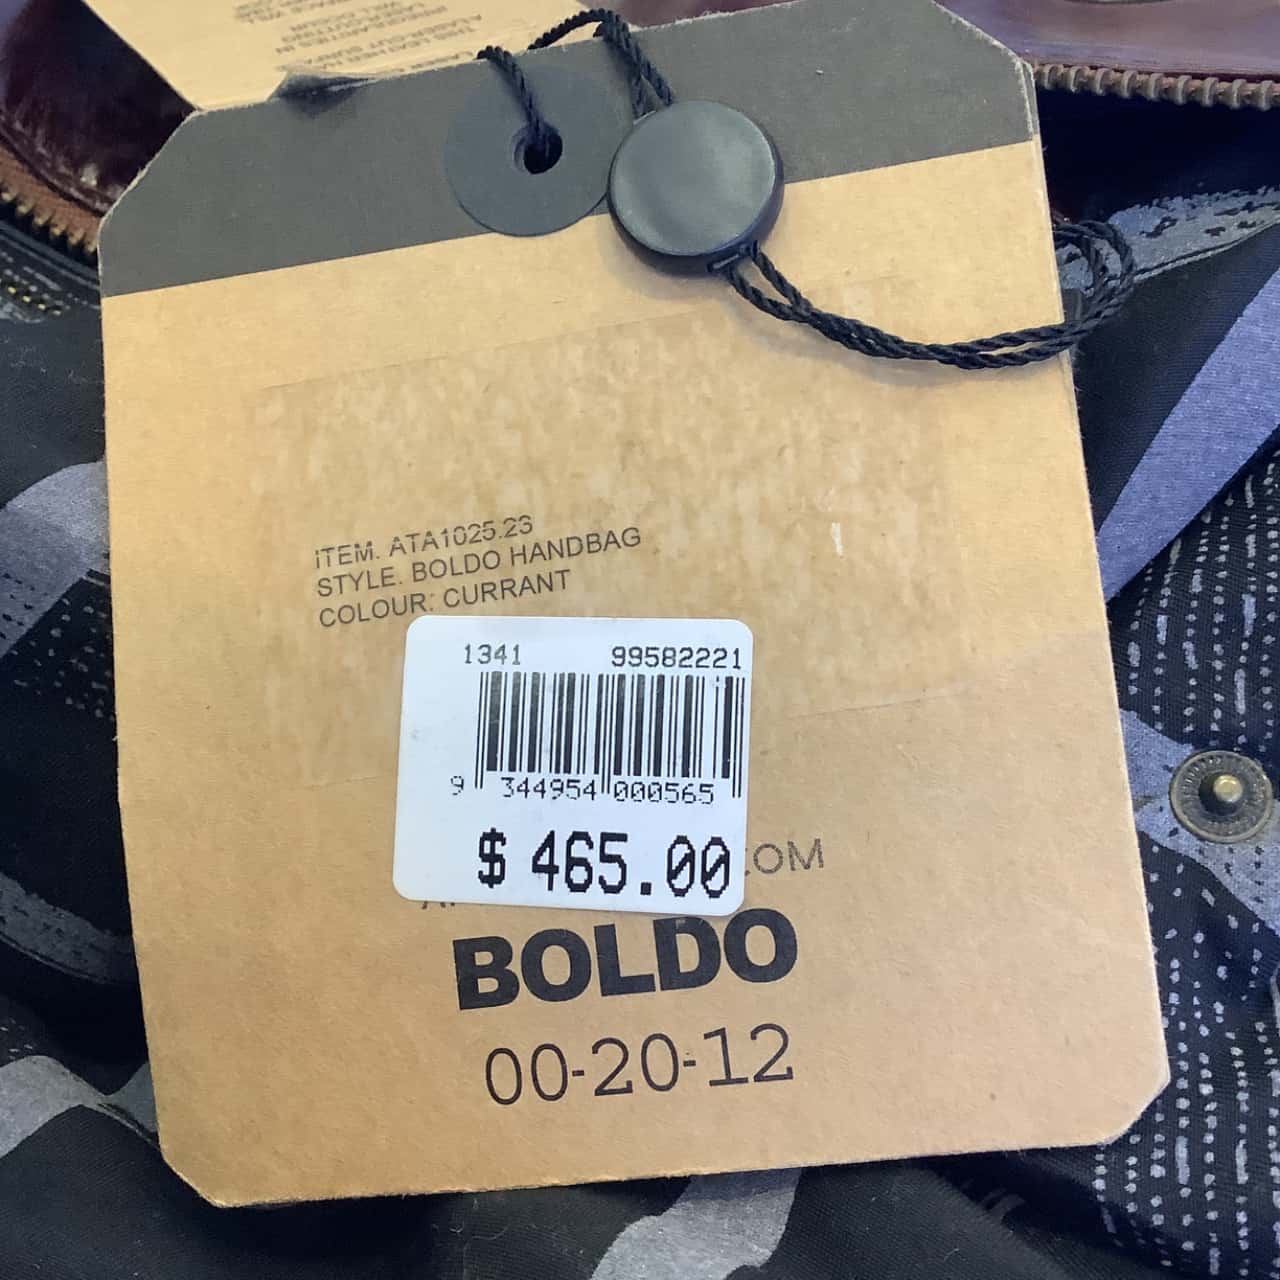 ITEM. ATA1025.23
STYLE. BOLDO HANDBAG
COLOUR: CURRANT
1341 99582221
9 344954 000565
$ 465.00
.COM
BOLDO
00-20-12